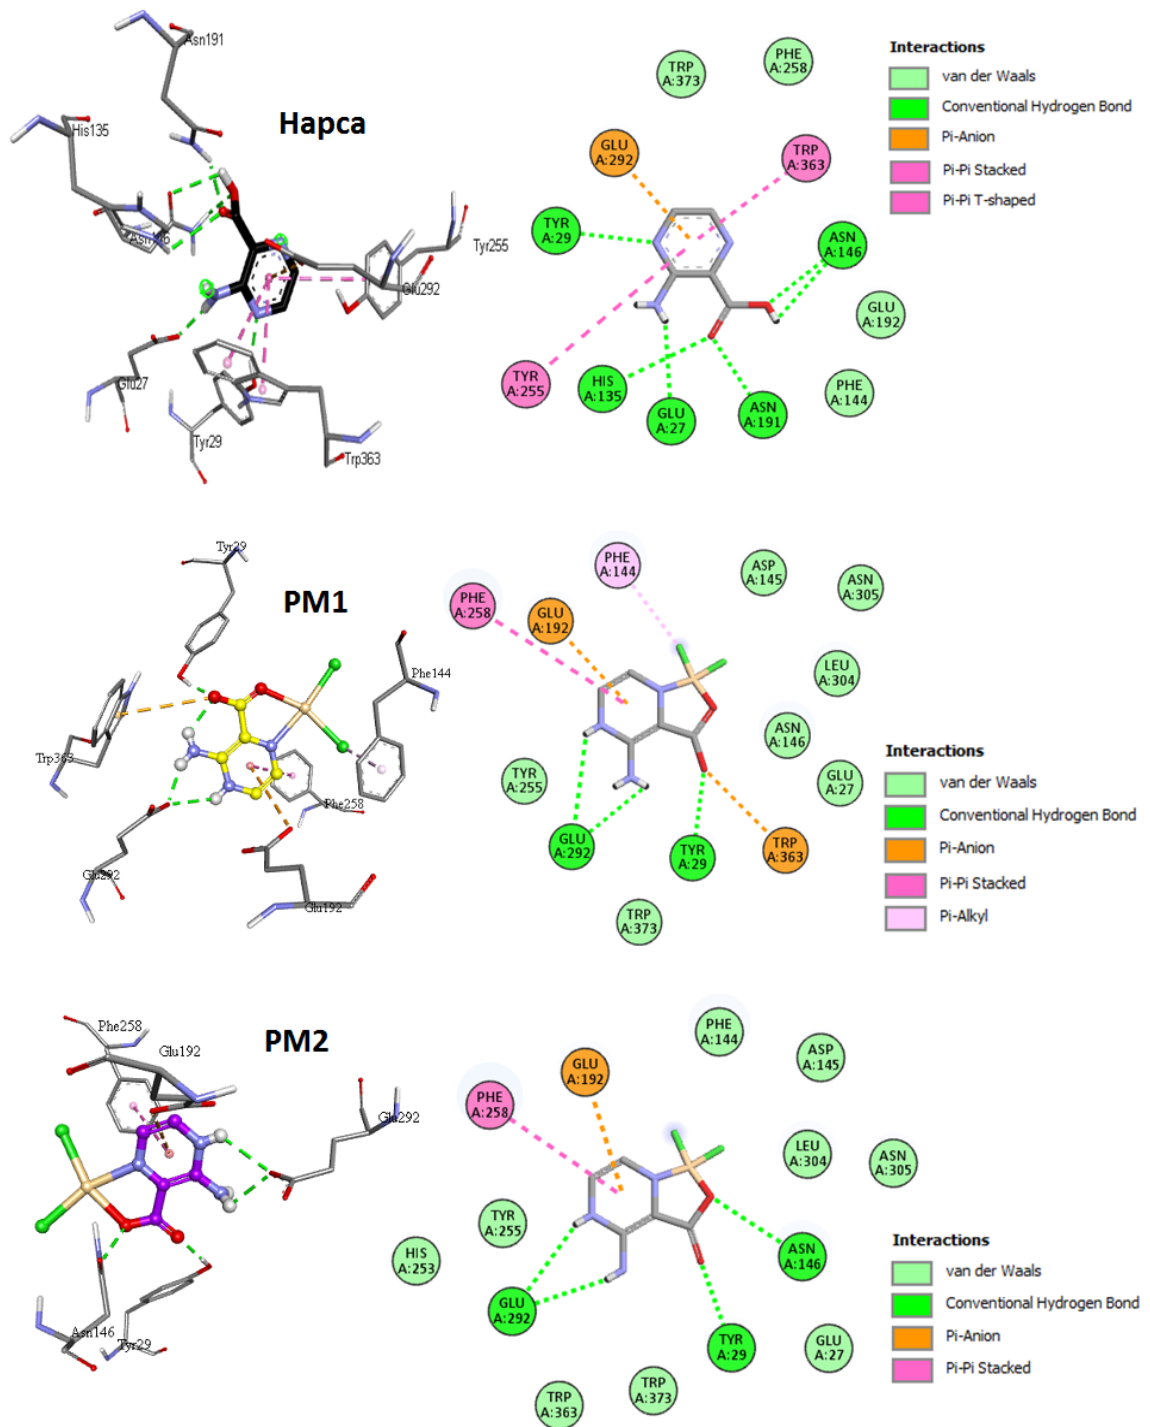 Asn191
Hapca
His135
Tyr255
Glu292
Glu27
Tyr29
Trp363
TRP
A:373
PHE
A:258
GLU
A:292
TRP
A:363
TYR
A:29
ASN
A:146
GLU
A:192
TYR
A:255
HIS
A:135
GLU
A:27
ASN
A:191
PHE
A:144
Interactions
van der Waals
Conventional Hydrogen Bond
Pi-Anion
Pi-Pi Stacked
Pi-Pi T-shaped
Tyr29
PM1
Phe144
Trp363
Phe258
Glu292
Glu192
PHE
A:144
ASP
A:145
ASN
A:305
PHE
A:258
GLU
A:192
LEU
A:304
ASN
A:146
TYR
A:255
GLU
A:27
GLU
A:292
TYR
A:29
TRP
A:363
TRP
A:373
Interactions
van der Waals
Conventional Hydrogen Bond
Pi-Anion
Pi-Pi Stacked
Pi-Alkyl
Phe258
PM2
Glu192
Glu292
Asn146
Tyr29
PHE
A:144
ASP
A:145
GLU
A:192
PHE
A:258
LEU
A:304
ASN
A:305
TYR
A:255
HIS
A:253
ASN
A:146
GLU
A:292
TYR
A:29
GLU
A:27
TRP
A:373
TRP
A:363
Interactions
van der Waals
Conventional Hydrogen Bond
Pi-Anion
Pi-Pi Stacked